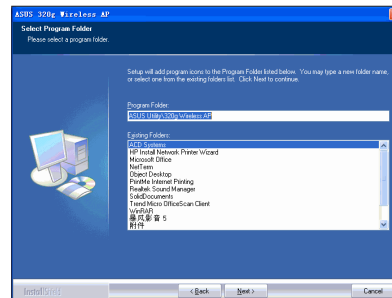 ASUS 320g Wireless AP
Select Program Folder
Please select a program folder.
Setup will add program icons to the Program Folder listed below. You may type a new folder name, or select one from the existing folders list. Click Next to continue.
Program Folder:
ASUS Utility\320g Wireless AP
Existing Folders:
ACD Systems
HP Install Network Printer Wizard
Microsoft Office
NetTerm
Object Desktop
PrintMe Internet Printing
Realtek Sound Manager
SolidDocuments
Trend Micro OfficeScan Client
WinRAR
暴风影音 5
附件
InstallShield
< Back
Next >
Cancel